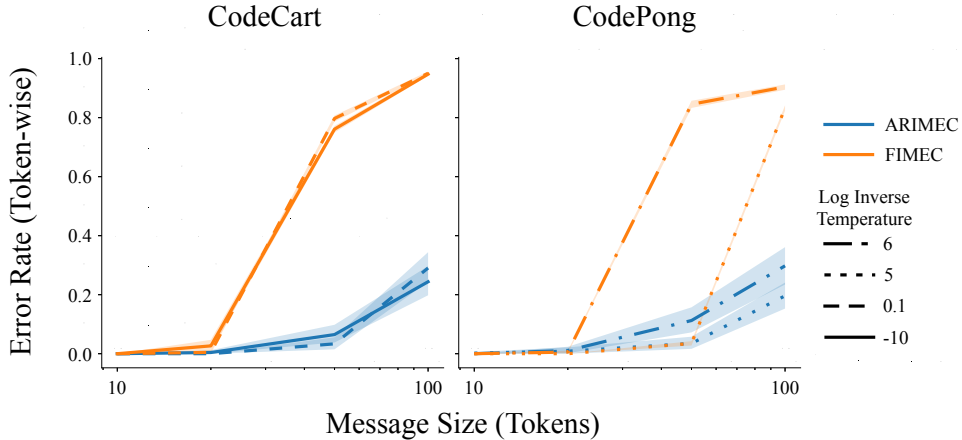 CodeCart
CodePong
Error Rate (Token-wise)
1.0
0.8
0.6
0.4
0.2
0.0
10
100
10
100
Message Size (Tokens)
ARIMEC
FIMEC
Log Inverse
Temperature
6
5
0.1
-10